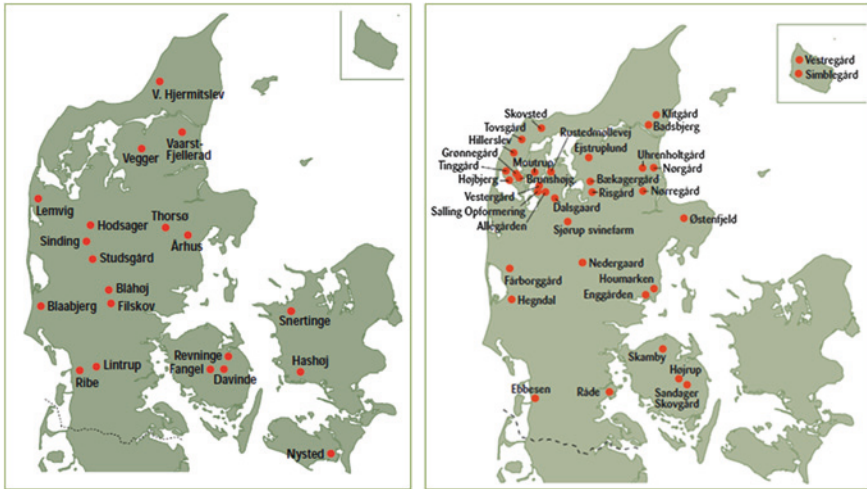 V. Hjermitslev
Vaarst-
Fjellerad
Vegger
Lemvig
Hodsager
Thorsø
Sinding
Århus
Studsgård
Blåhøj
Blaabjerg
Filskov
Snertinge
Revninge
Fangel
Davinde
Hashøj
Lintrup
Ribe
Nysted
Vestregård
Simblegård
Klitgård
Badsbjerg
Skovsted
Tovsgård
Hillerslev
Rustedmøllevej
Ejstruplund
Grønnegård
Moutrup
Uhrenholtgård
Tinggård
Nørgård
Højbjerg
Brunshøjg
Bækagergård
Vestergård
Risgård
Nørregård
Salling Opformering
Dalsgaard
Allegården
Sjørup svinefarm
Østenfjeld
Nedergaard
Fårborggård
Houmarken
Hegndal
Enggården
Skamby
Højrup
Ebbesen
Råde
Sandager
Skovgård